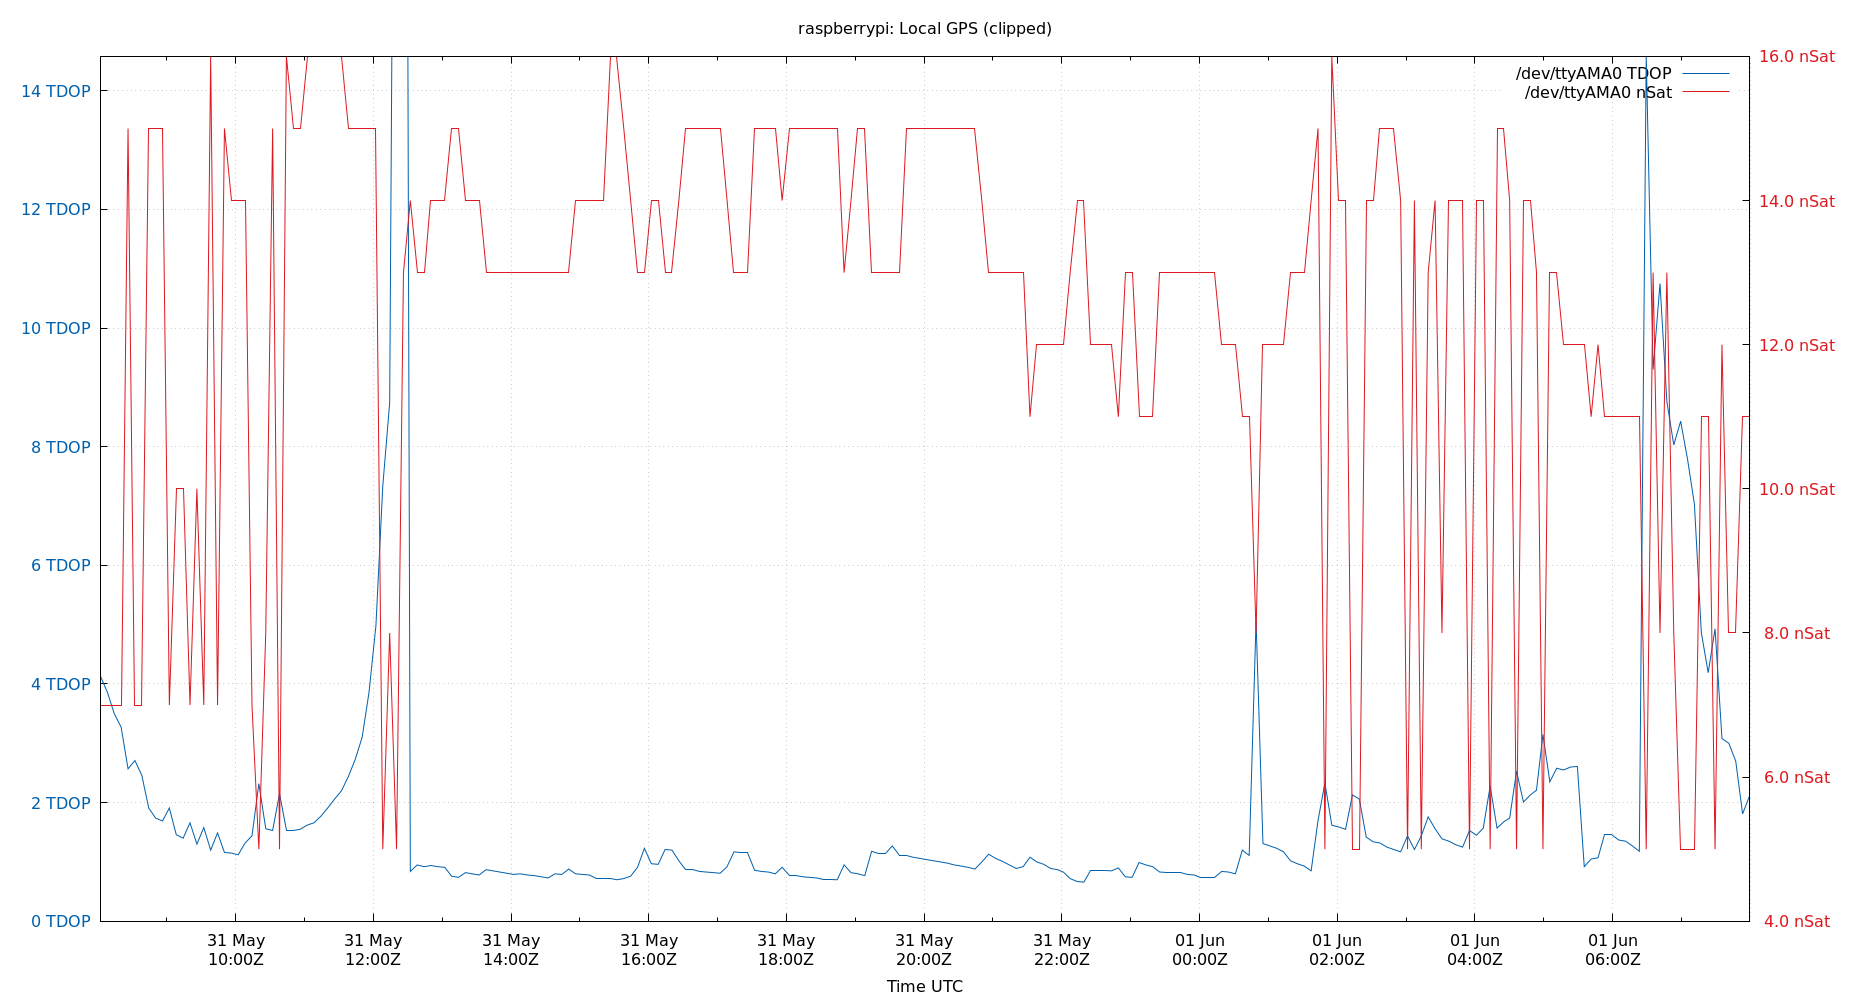 raspberrypi: Local GPS (clipped)
/dev/ttyAMA0 TDOP
/dev/ttyAMA0 nSat
14 TDOP
12 TDOP
10 TDOP
8 TDOP
6 TDOP
4 TDOP
2 TDOP
0 TDOP
16.0 nSat
14.0 nSat
12.0 nSat
10.0 nSat
8.0 nSat
6.0 nSat
4.0 nSat
31 May
10:00Z
31 May
12:00Z
31 May
14:00Z
31 May
16:00Z
31 May
18:00Z
31 May
20:00Z
31 May
22:00Z
01 Jun
00:00Z
01 Jun
02:00Z
01 Jun
04:00Z
01 Jun
06:00Z
Time UTC